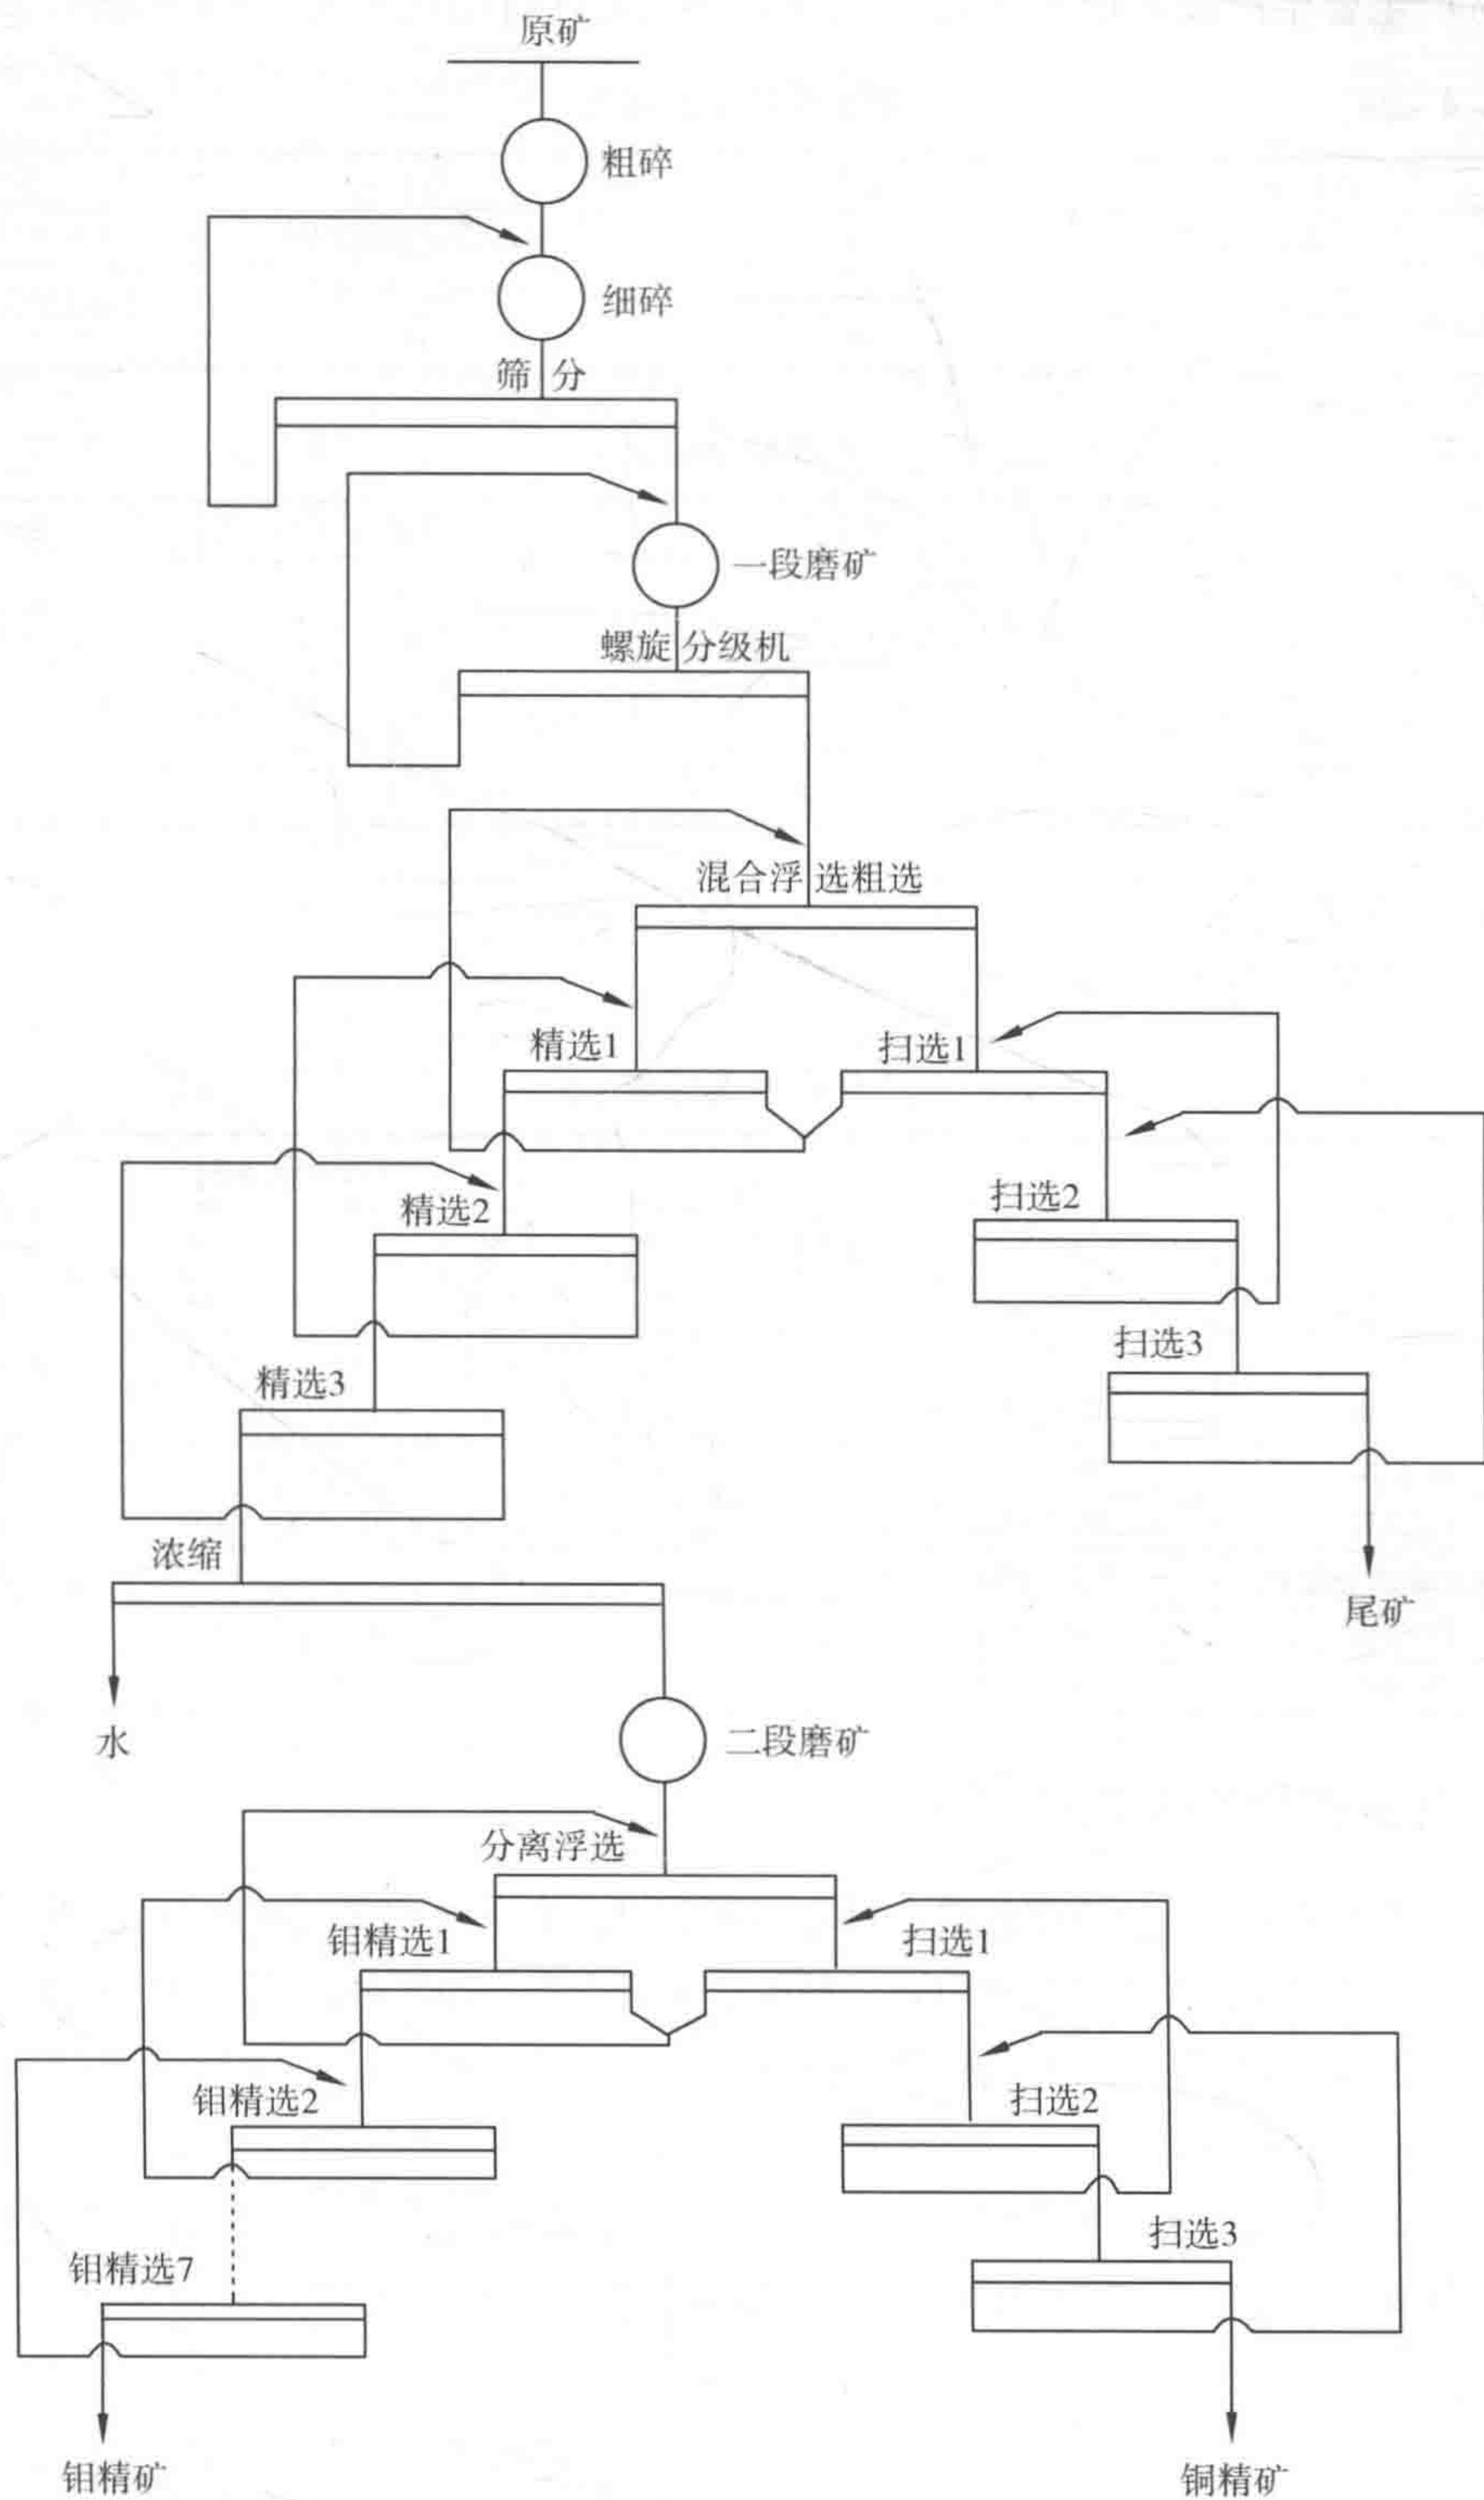 原矿
粗碎
细碎
筛分
一段磨矿
螺旋分级机
混合浮选粗选
精选1
扫选1
精选2
扫选2
精选3
扫选3
浓缩
尾矿
水
二段磨矿
分离浮选
钼精选1
扫选1
钼精选2
扫选2
钼精选7
扫选3
钼精矿
铜精矿